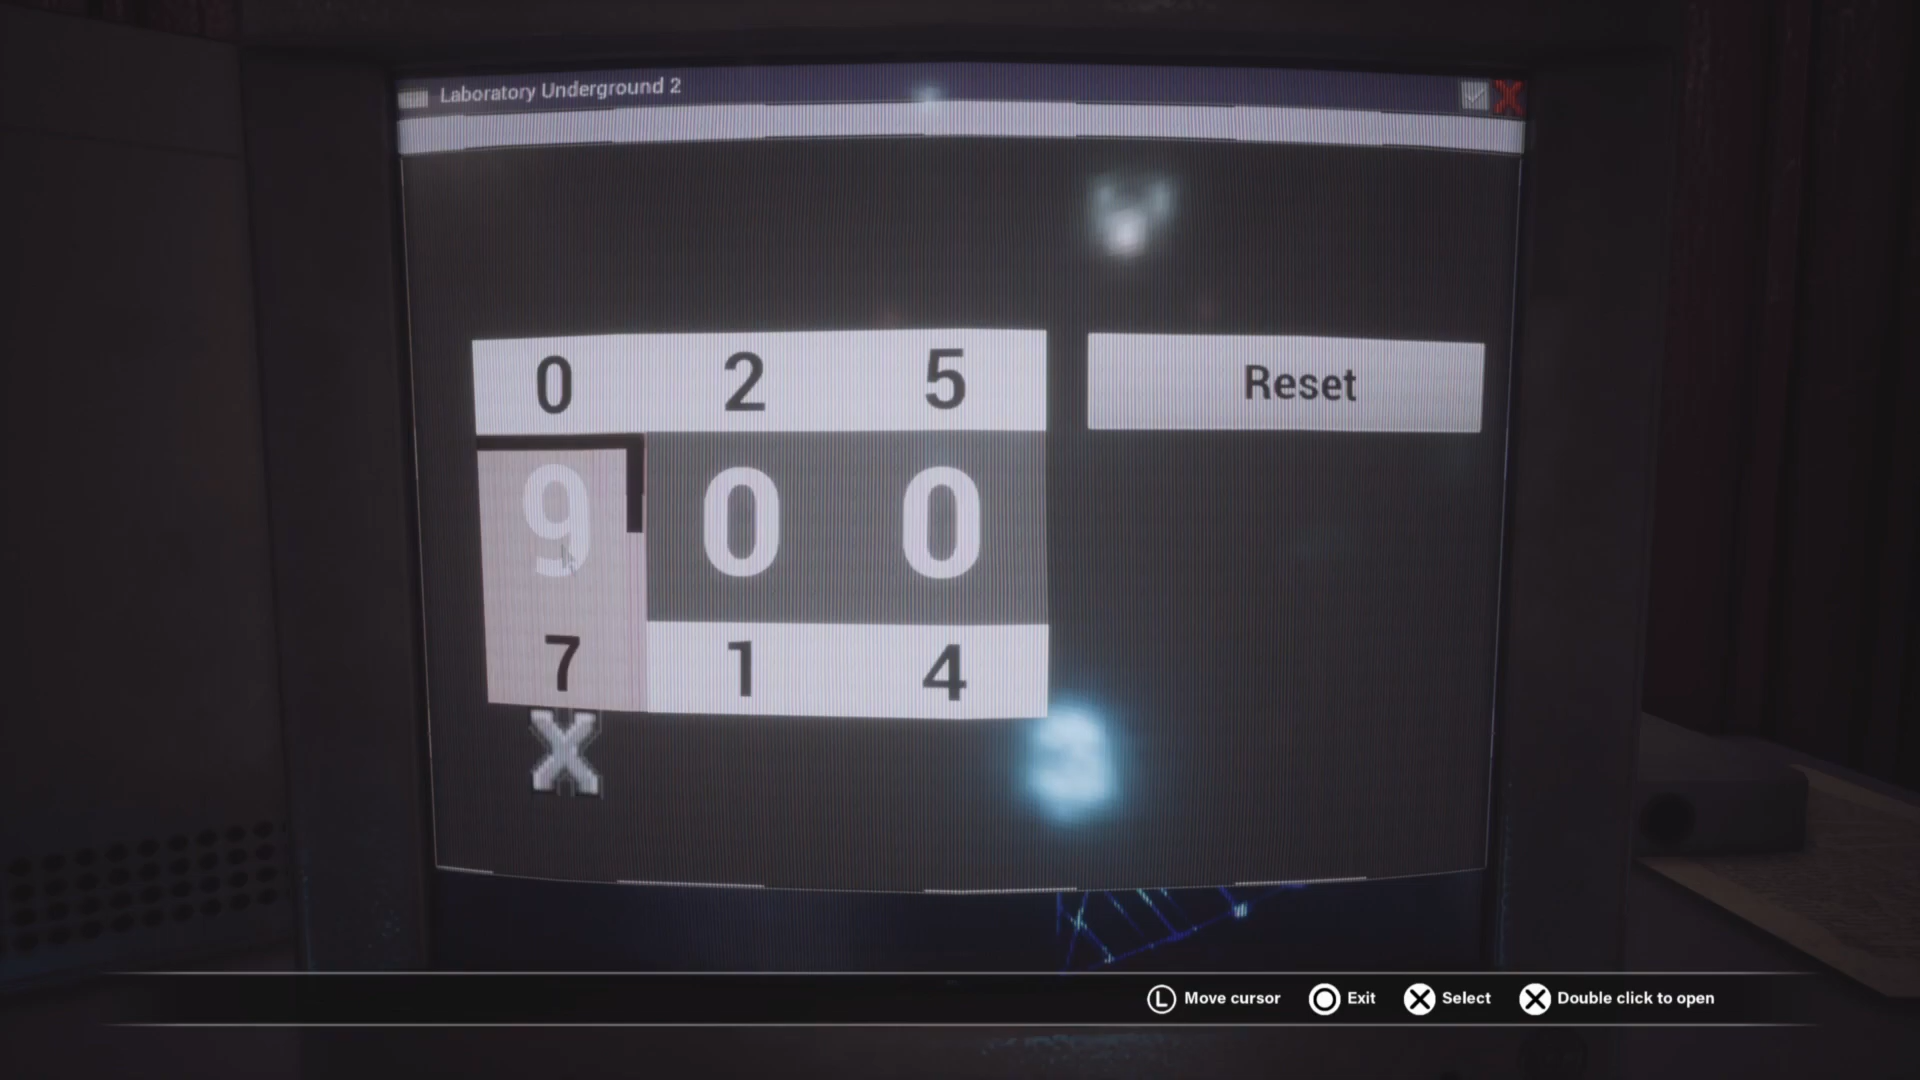 Laboratory Underground 2
0 2 5
Reset
9 0 0
7 1 4
X
3
L Move cursor Exit Select Double click to open